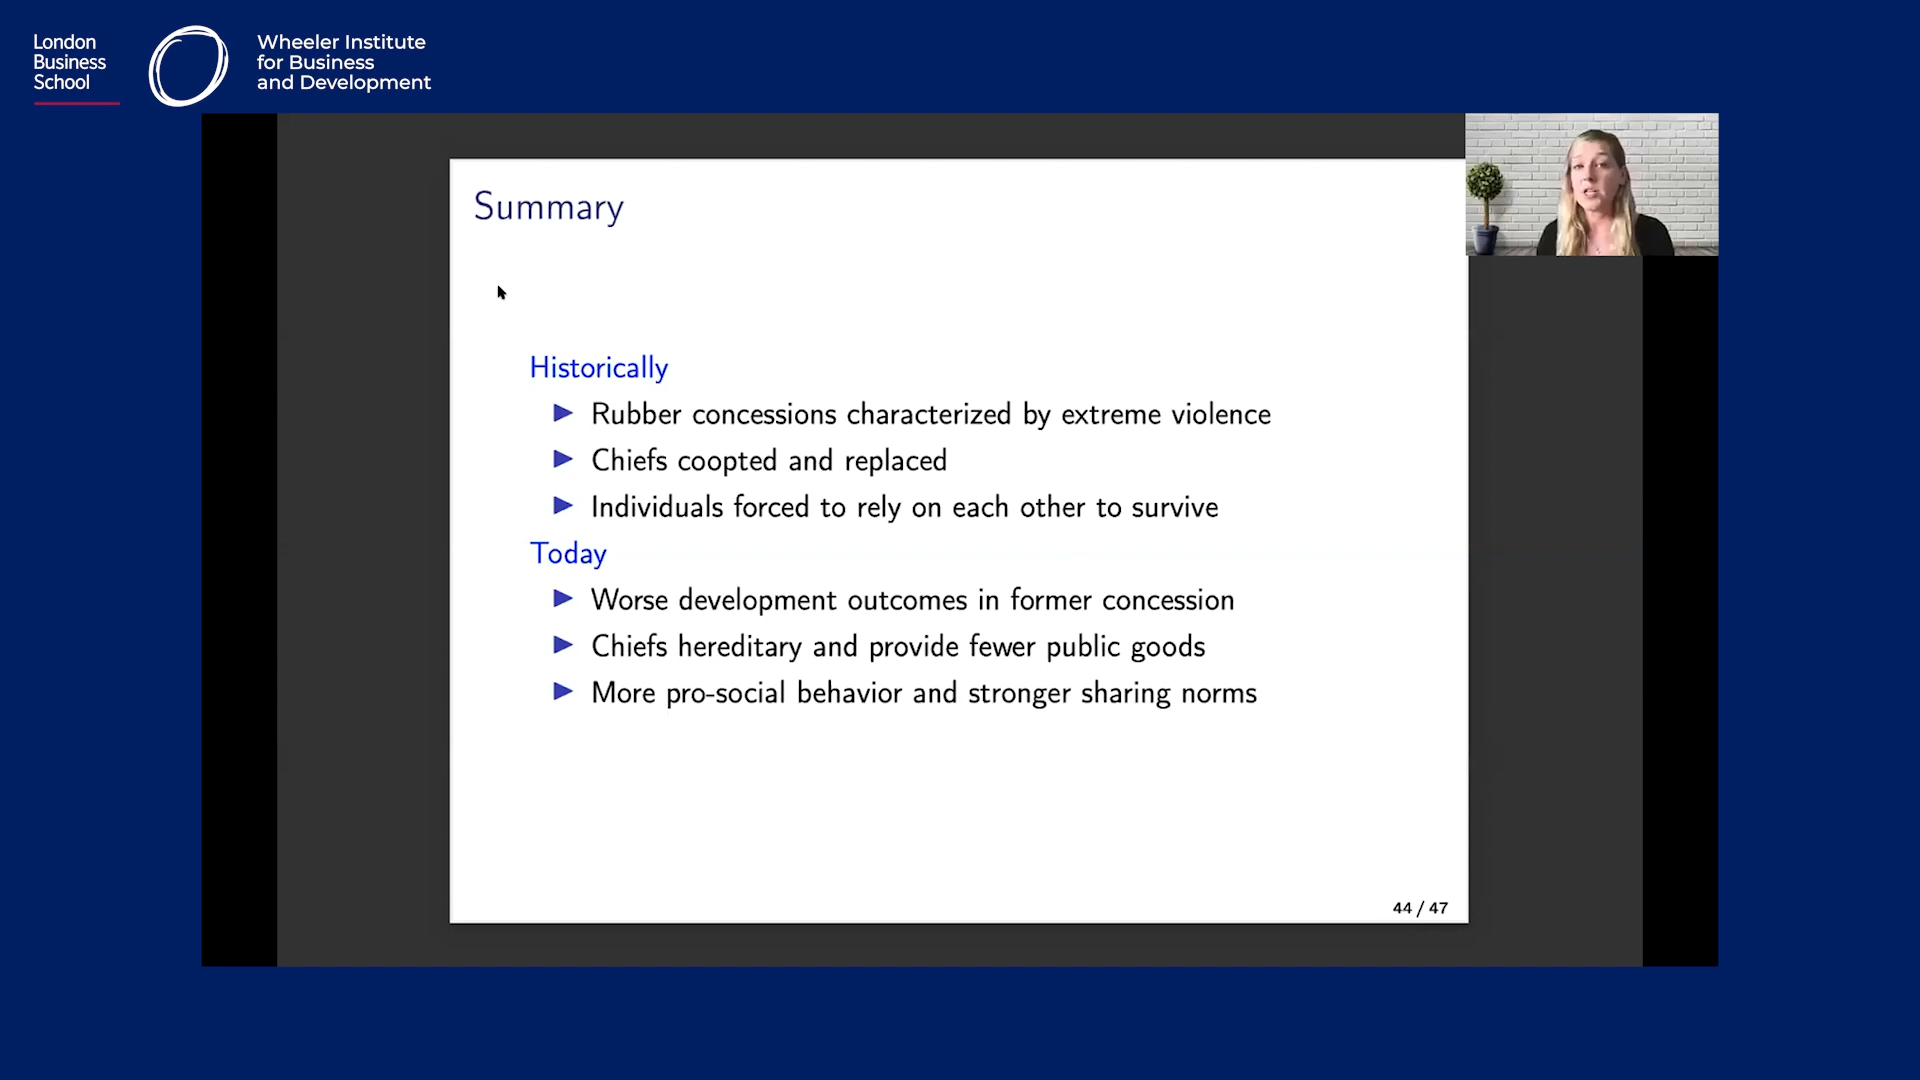 London
Business
School
Wheeler Institute
for Business
and Development
Summary
Historically
▶ Rubber concessions characterized by extreme violence
▶ Chiefs coopted and replaced
▶ Individuals forced to rely on each other to survive
Today
▶ Worse development outcomes in former concession
▶ Chiefs hereditary and provide fewer public goods
▶ More pro-social behavior and stronger sharing norms
44 / 47